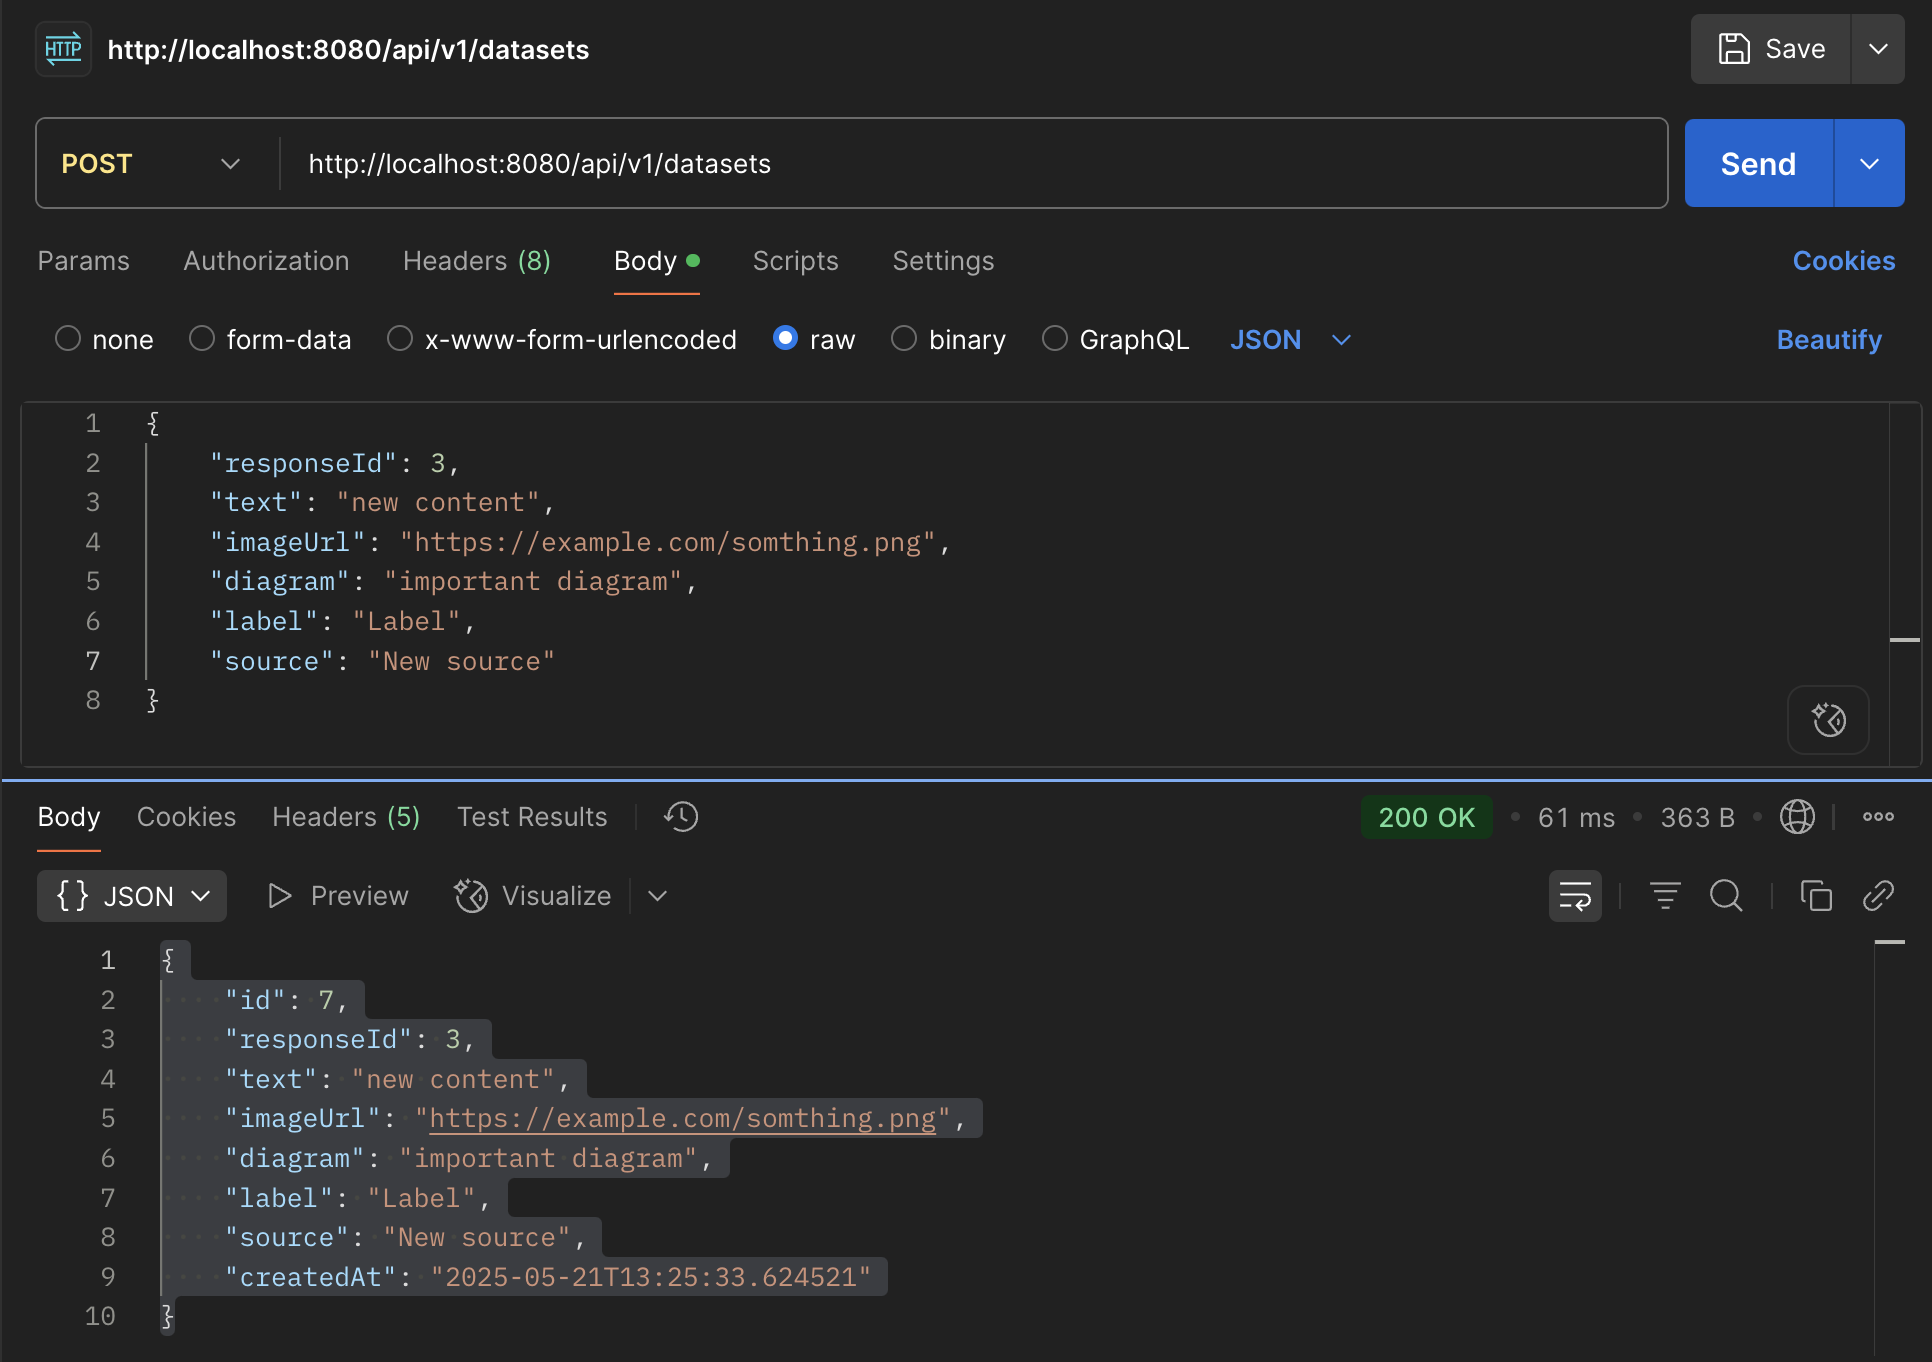 HTTP http://localhost:8080/api/v1/datasets Save
POST http://localhost:8080/api/v1/datasets Send
Params Authorization Headers (8) Body Scripts Settings Cookies
none form-data x-www-form-urlencoded raw binary GraphQL JSON Beautify
1 {
2 "responseId": 3,
3 "text": "new content",
4 "imageUrl": "https://example.com/somthing.png",
5 "diagram": "important diagram",
6 "label": "Label",
7 "source": "New source"
8 }
Body Cookies Headers (5) Test Results 200 OK • 61 ms • 363 B •
{} JSON Preview Visualize
1 {
2 "id": 7,
3 "responseId": 3,
4 "text": "new content",
5 "imageUrl": "https://example.com/somthing.png",
6 "diagram": "important diagram",
7 "label": "Label",
8 "source": "New source",
9 "createdAt": "2025-05-21T13:25:33.624521"
10 }